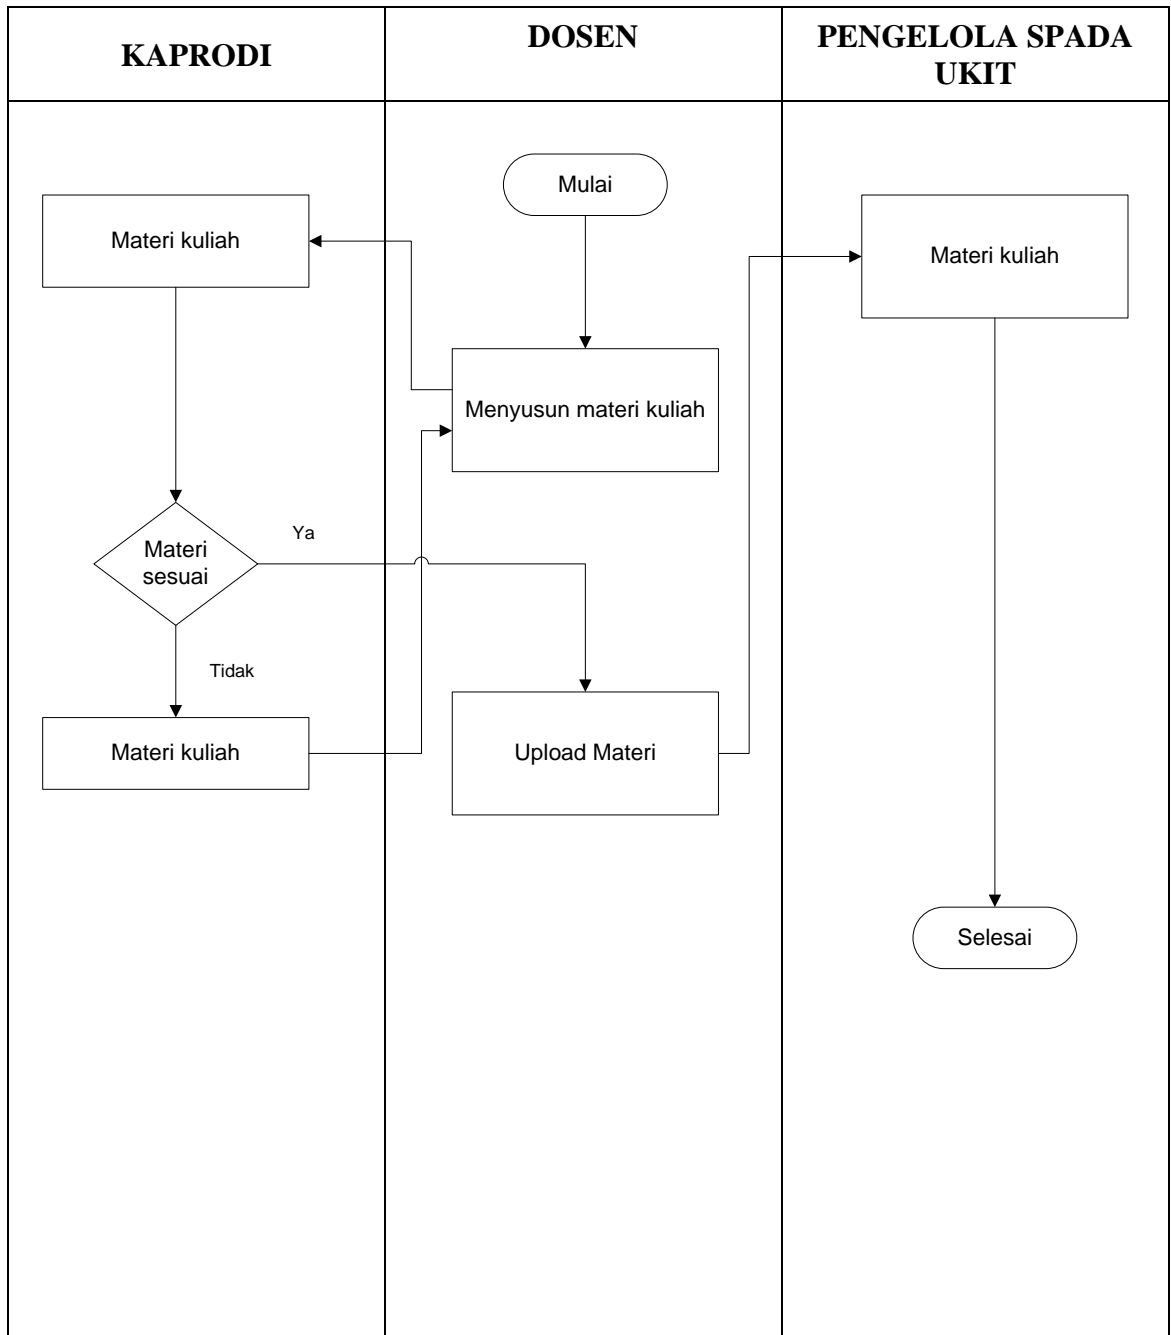 KAPRODI
DOSEN
PENGELOLA SPADA
UKIT
Mulai
Materi kuliah
Materi kuliah
Menyusun materi kuliah
Ya
Materi
sesuai
Tidak
Materi kuliah
Upload Materi
Selesai